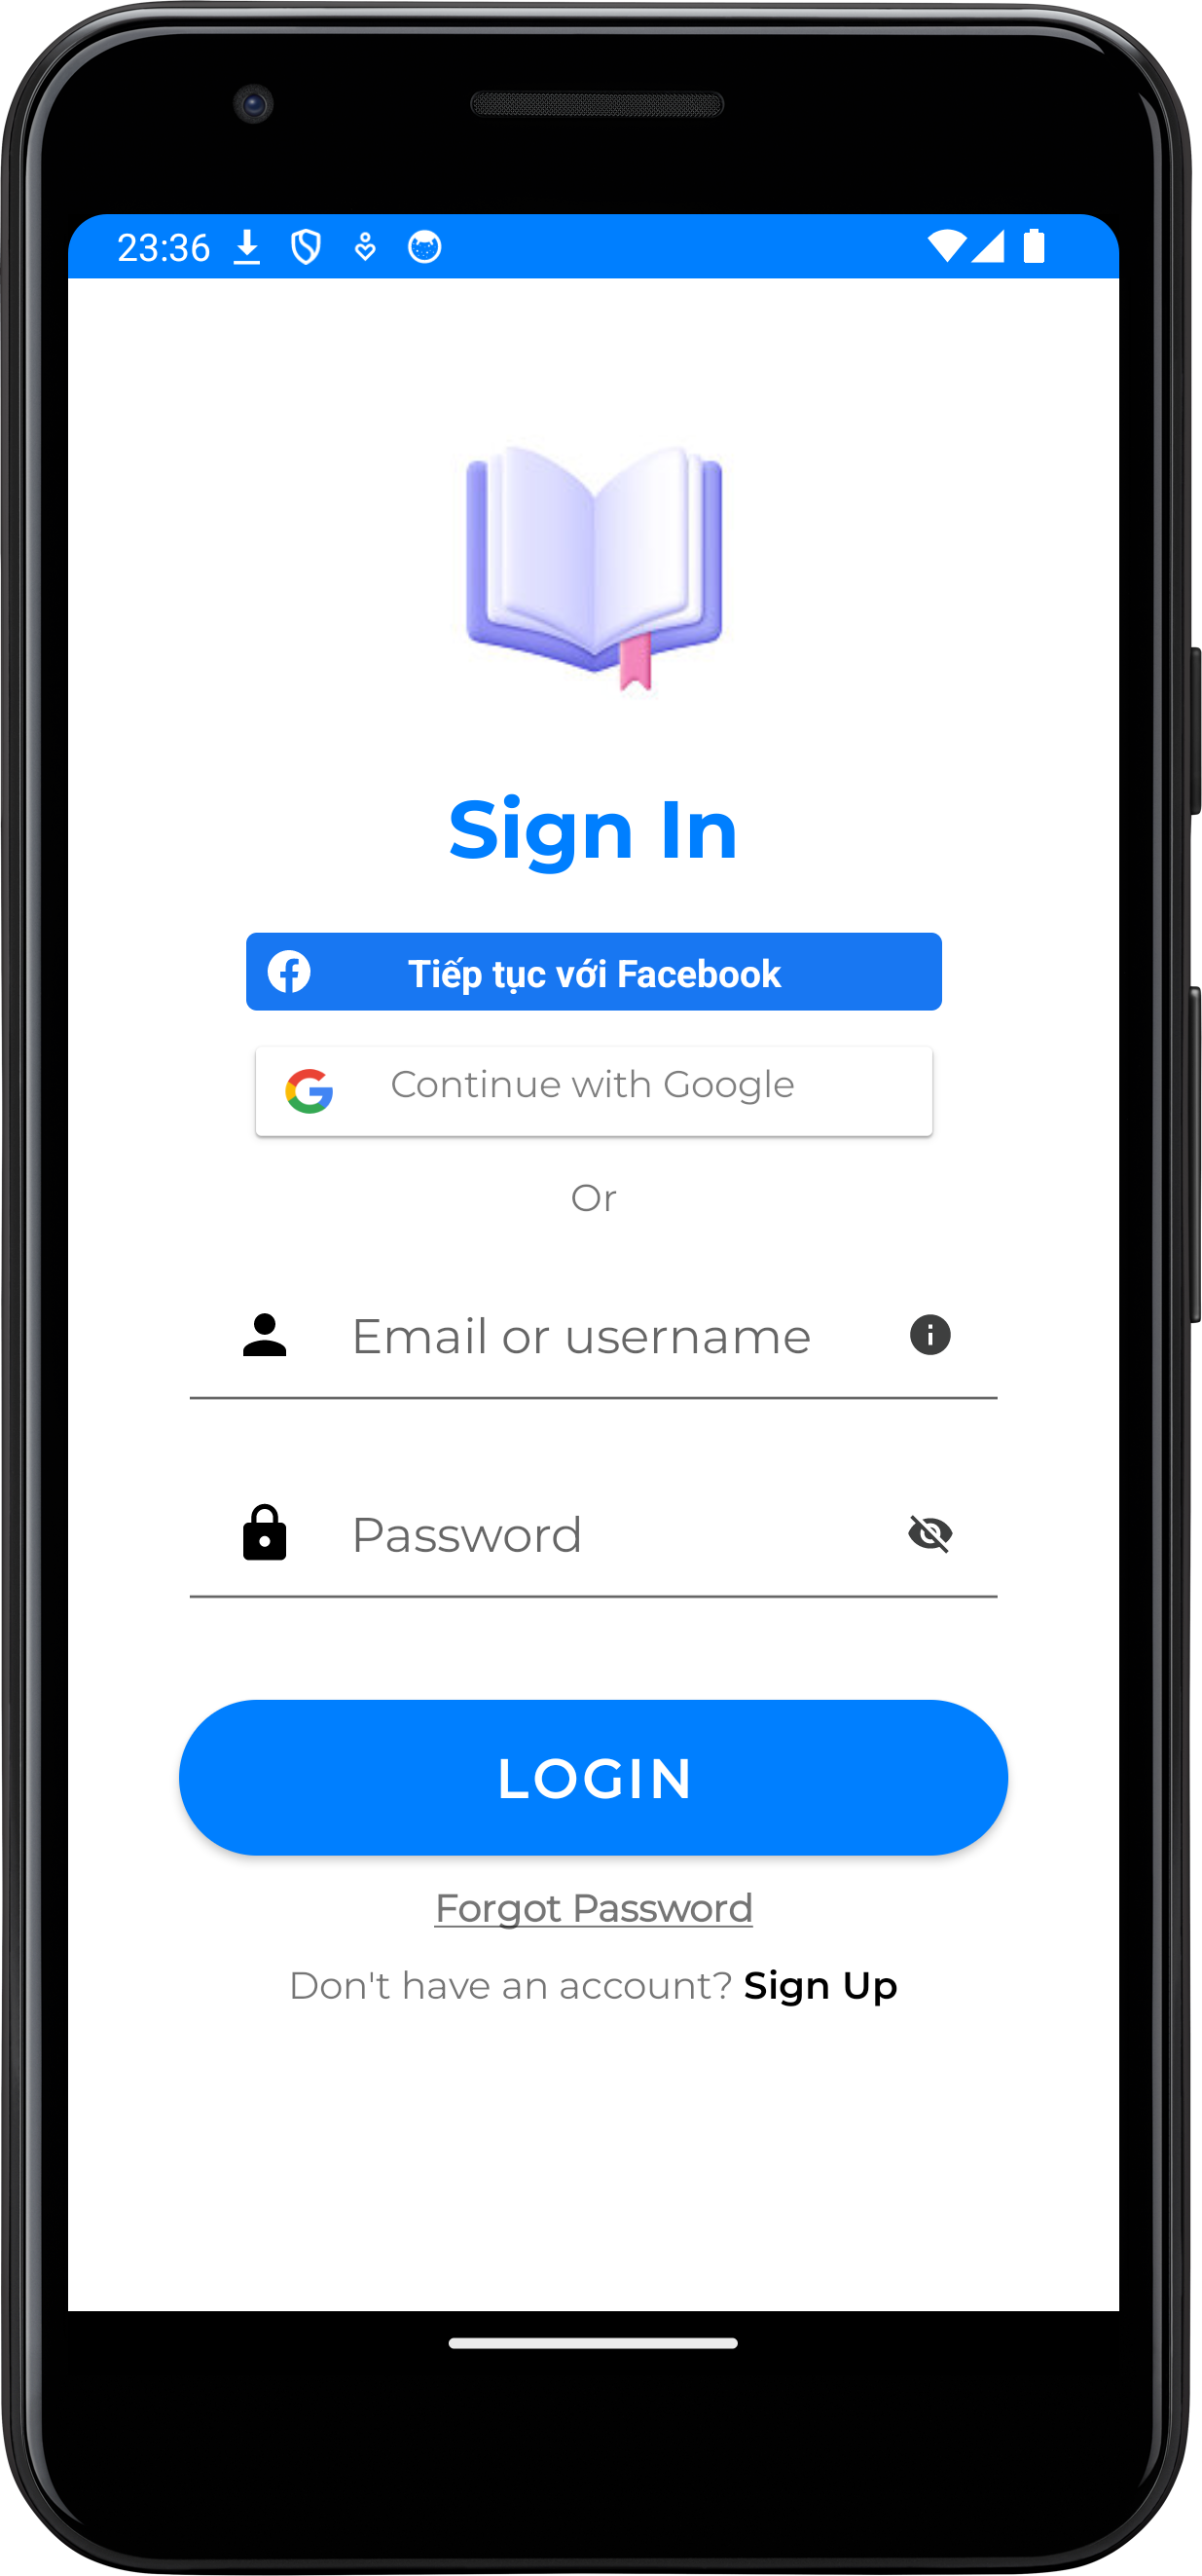 23:36
Sign In
Tiếp tục với Facebook
Continue with Google
Or
Email or username
Password
LOGIN
Forgot Password
Don't have an account? Sign Up